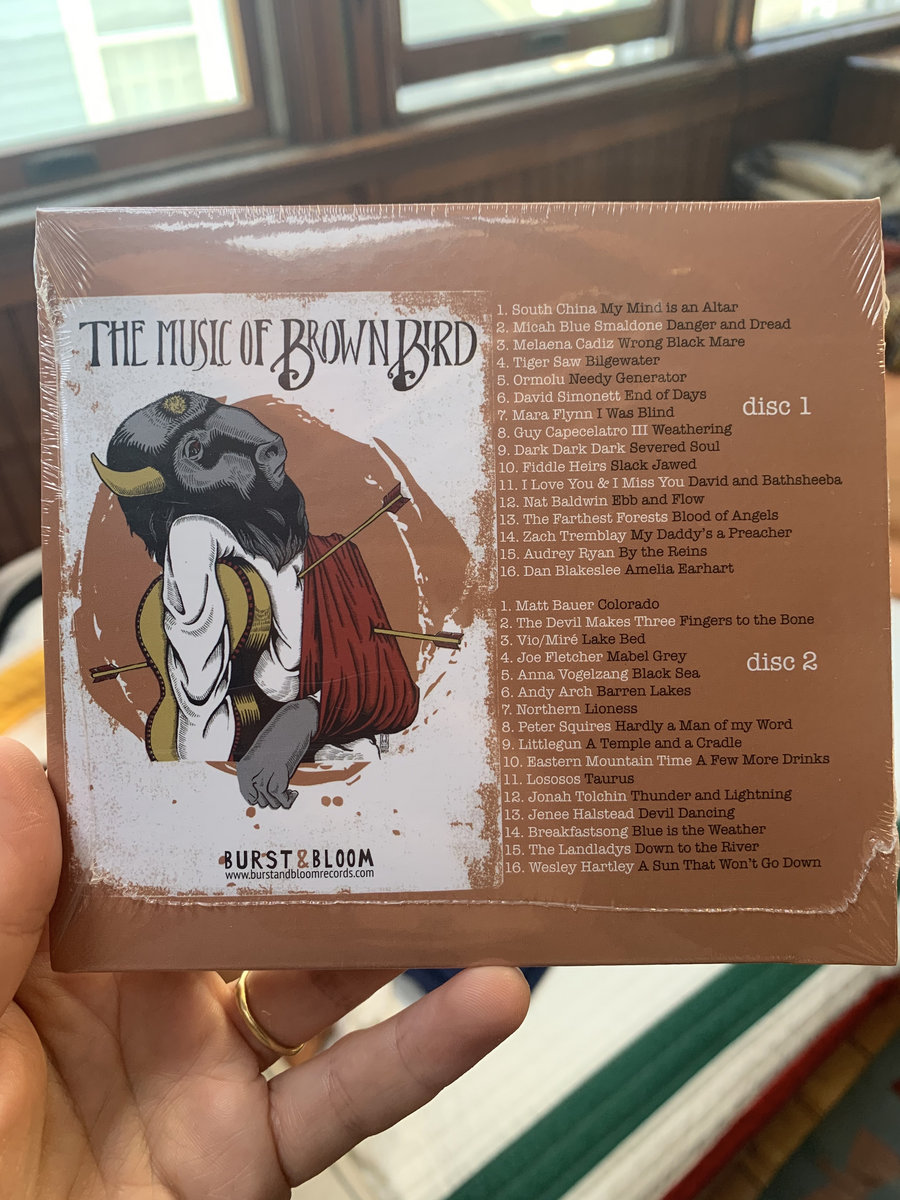 THE MUSIC OF BROWN BIRD
BURST & BLOOM
www.burstandbloomrecords.com
1. South China My Mind is an Altar
2. Micah Blue Smaldone Danger and Dread
3. Melaena Cadiz Wrong Black Mare
4. Tiger Saw Bilgewater
5. Ormolu Needy Generator
6. David Simonett End of Days
7. Mara Flynn I Was Blind
8. Guy Capecelatro III Weathering
9. Dark Dark Dark Severed Soul
10. Fiddle Heirs Slack Jawed
11. I Love You & I Miss You David and Bathsheeba
12. Nat Baldwin Ebb and Flow
13. The Farthest Forests Blood of Angels
14. Zach Tremblay My Daddy's a Preacher
15. Audrey Ryan By the Reins
16. Dan Blakeslee Amelia Earhart
disc 1
1. Matt Bauer Colorado
2. The Devil Makes Three Fingers to the Bone
3. Vio/Miré Lake Bed
4. Joe Fletcher Mabel Grey
5. Anna Vogelzang Black Sea
6. Andy Arch Barren Lakes
7. Northern Lioness
8. Peter Squires Hardly a Man of my Word
9. Littlegun A Temple and a Cradle
10. Eastern Mountain Time A Few More Drinks
11. Lososos Taurus
12. Jonah Tolchin Thunder and Lightning
13. Jenee Halstead Devil Dancing
14. Breakfastsong Blue is the Weather
15. The Landladys Down to the River
16. Wesley Hartley A Sun That Won't Go Down
disc 2